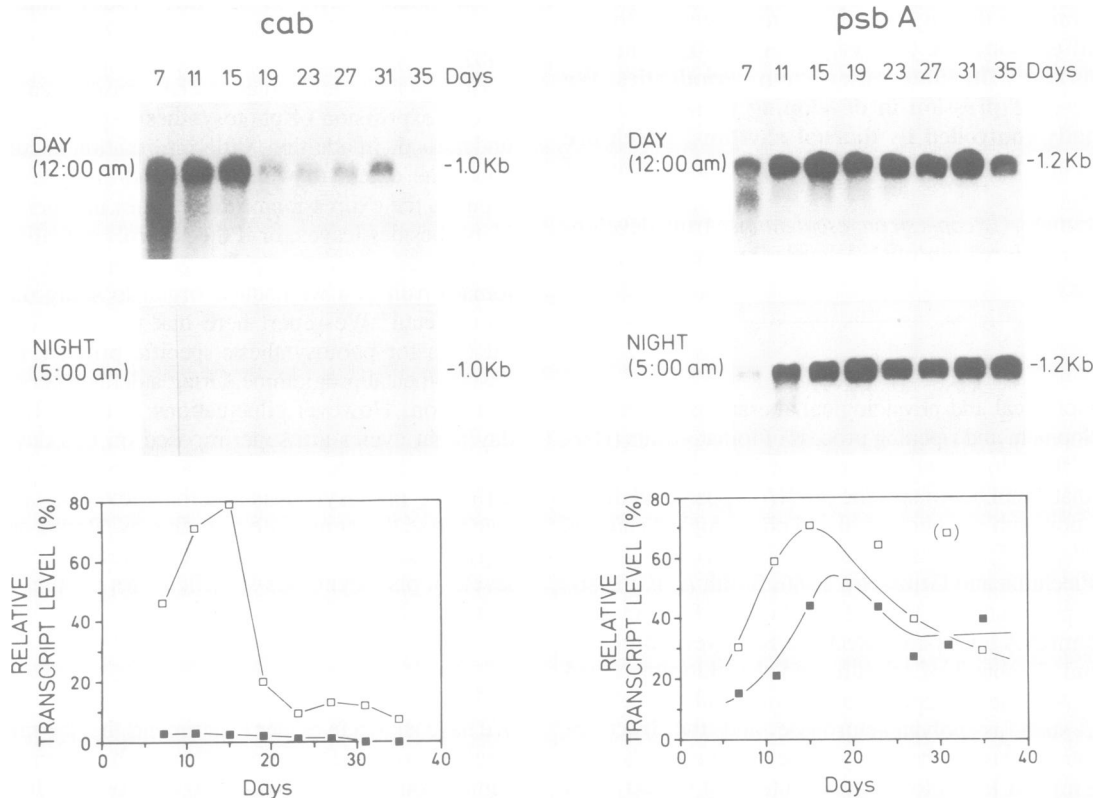 cab
7 11 15 19 23 27 31 35 Days
DAY
(12:00 am)
-1.0 Kb
NIGHT
(5:00 am)
-1.0 Kb
RELATIVE
TRANSCRIPT LEVEL (%)
80
60
40
20
0
0 10 20 30 40
Days
psb A
7 11 15 19 23 27 31 35 Days
DAY
(12:00 am)
-1.2 Kb
NIGHT
(5:00 am)
-1.2 Kb
RELATIVE
TRANSCRIPT LEVEL (%)
80
60
40
20
0
0 10 20 30 40
Days